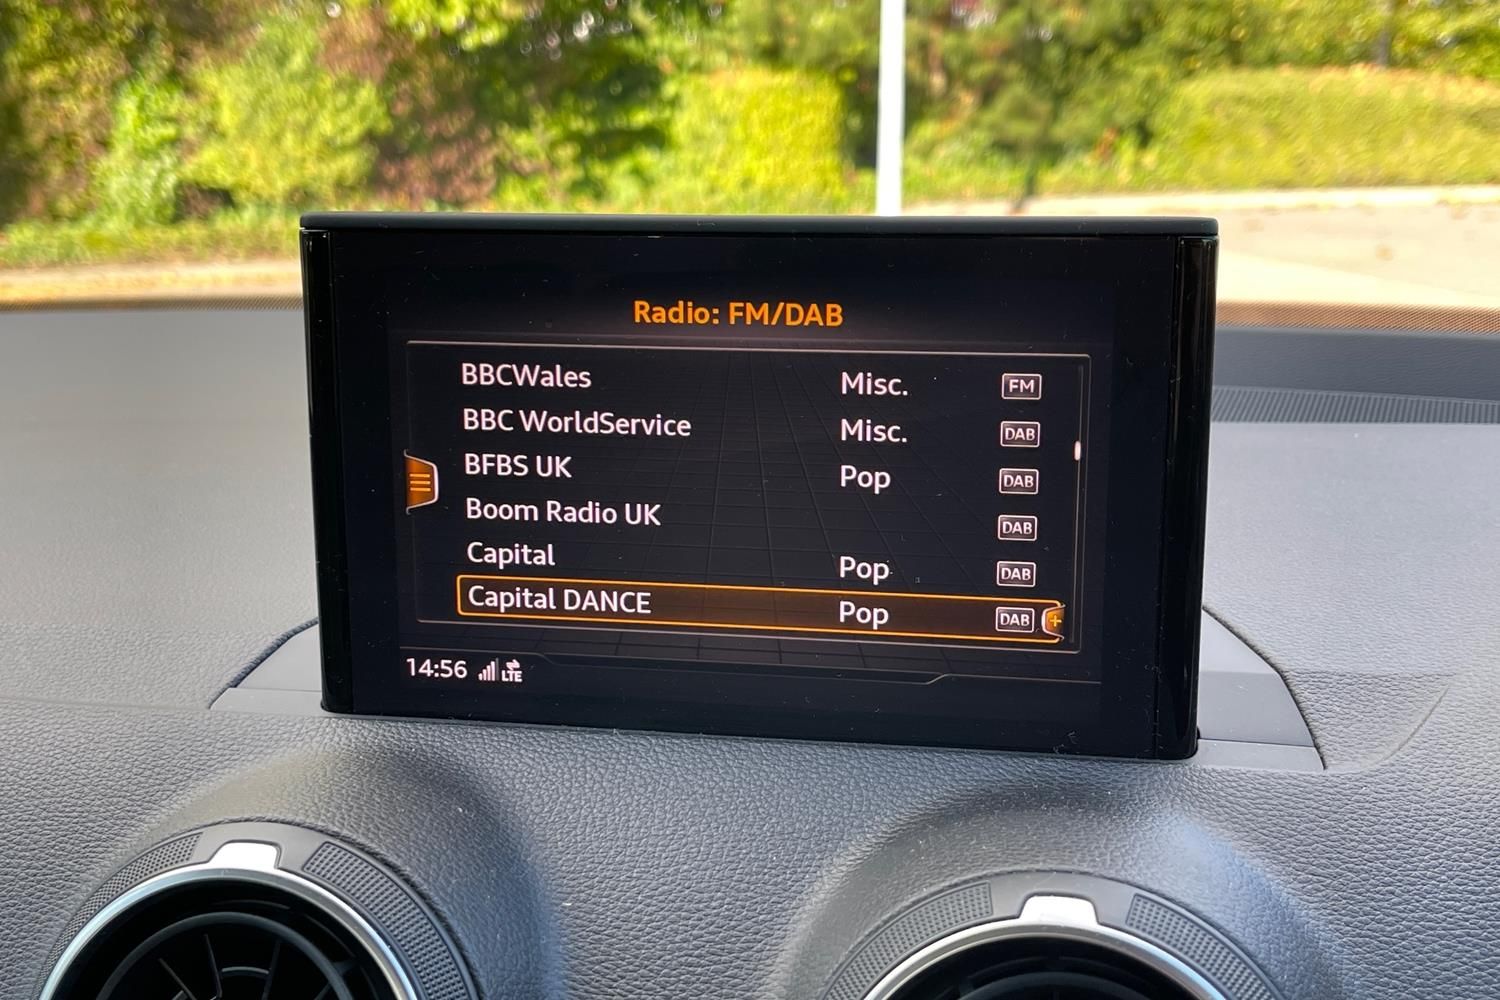 Radio: FM/DAB
BBCWales Misc. FM
BBC WorldService Misc. DAB
BFBS UK Pop DAB
Boom Radio UK DAB
Capital Pop DAB
Capital DANCE Pop DAB +
14:56 LTE